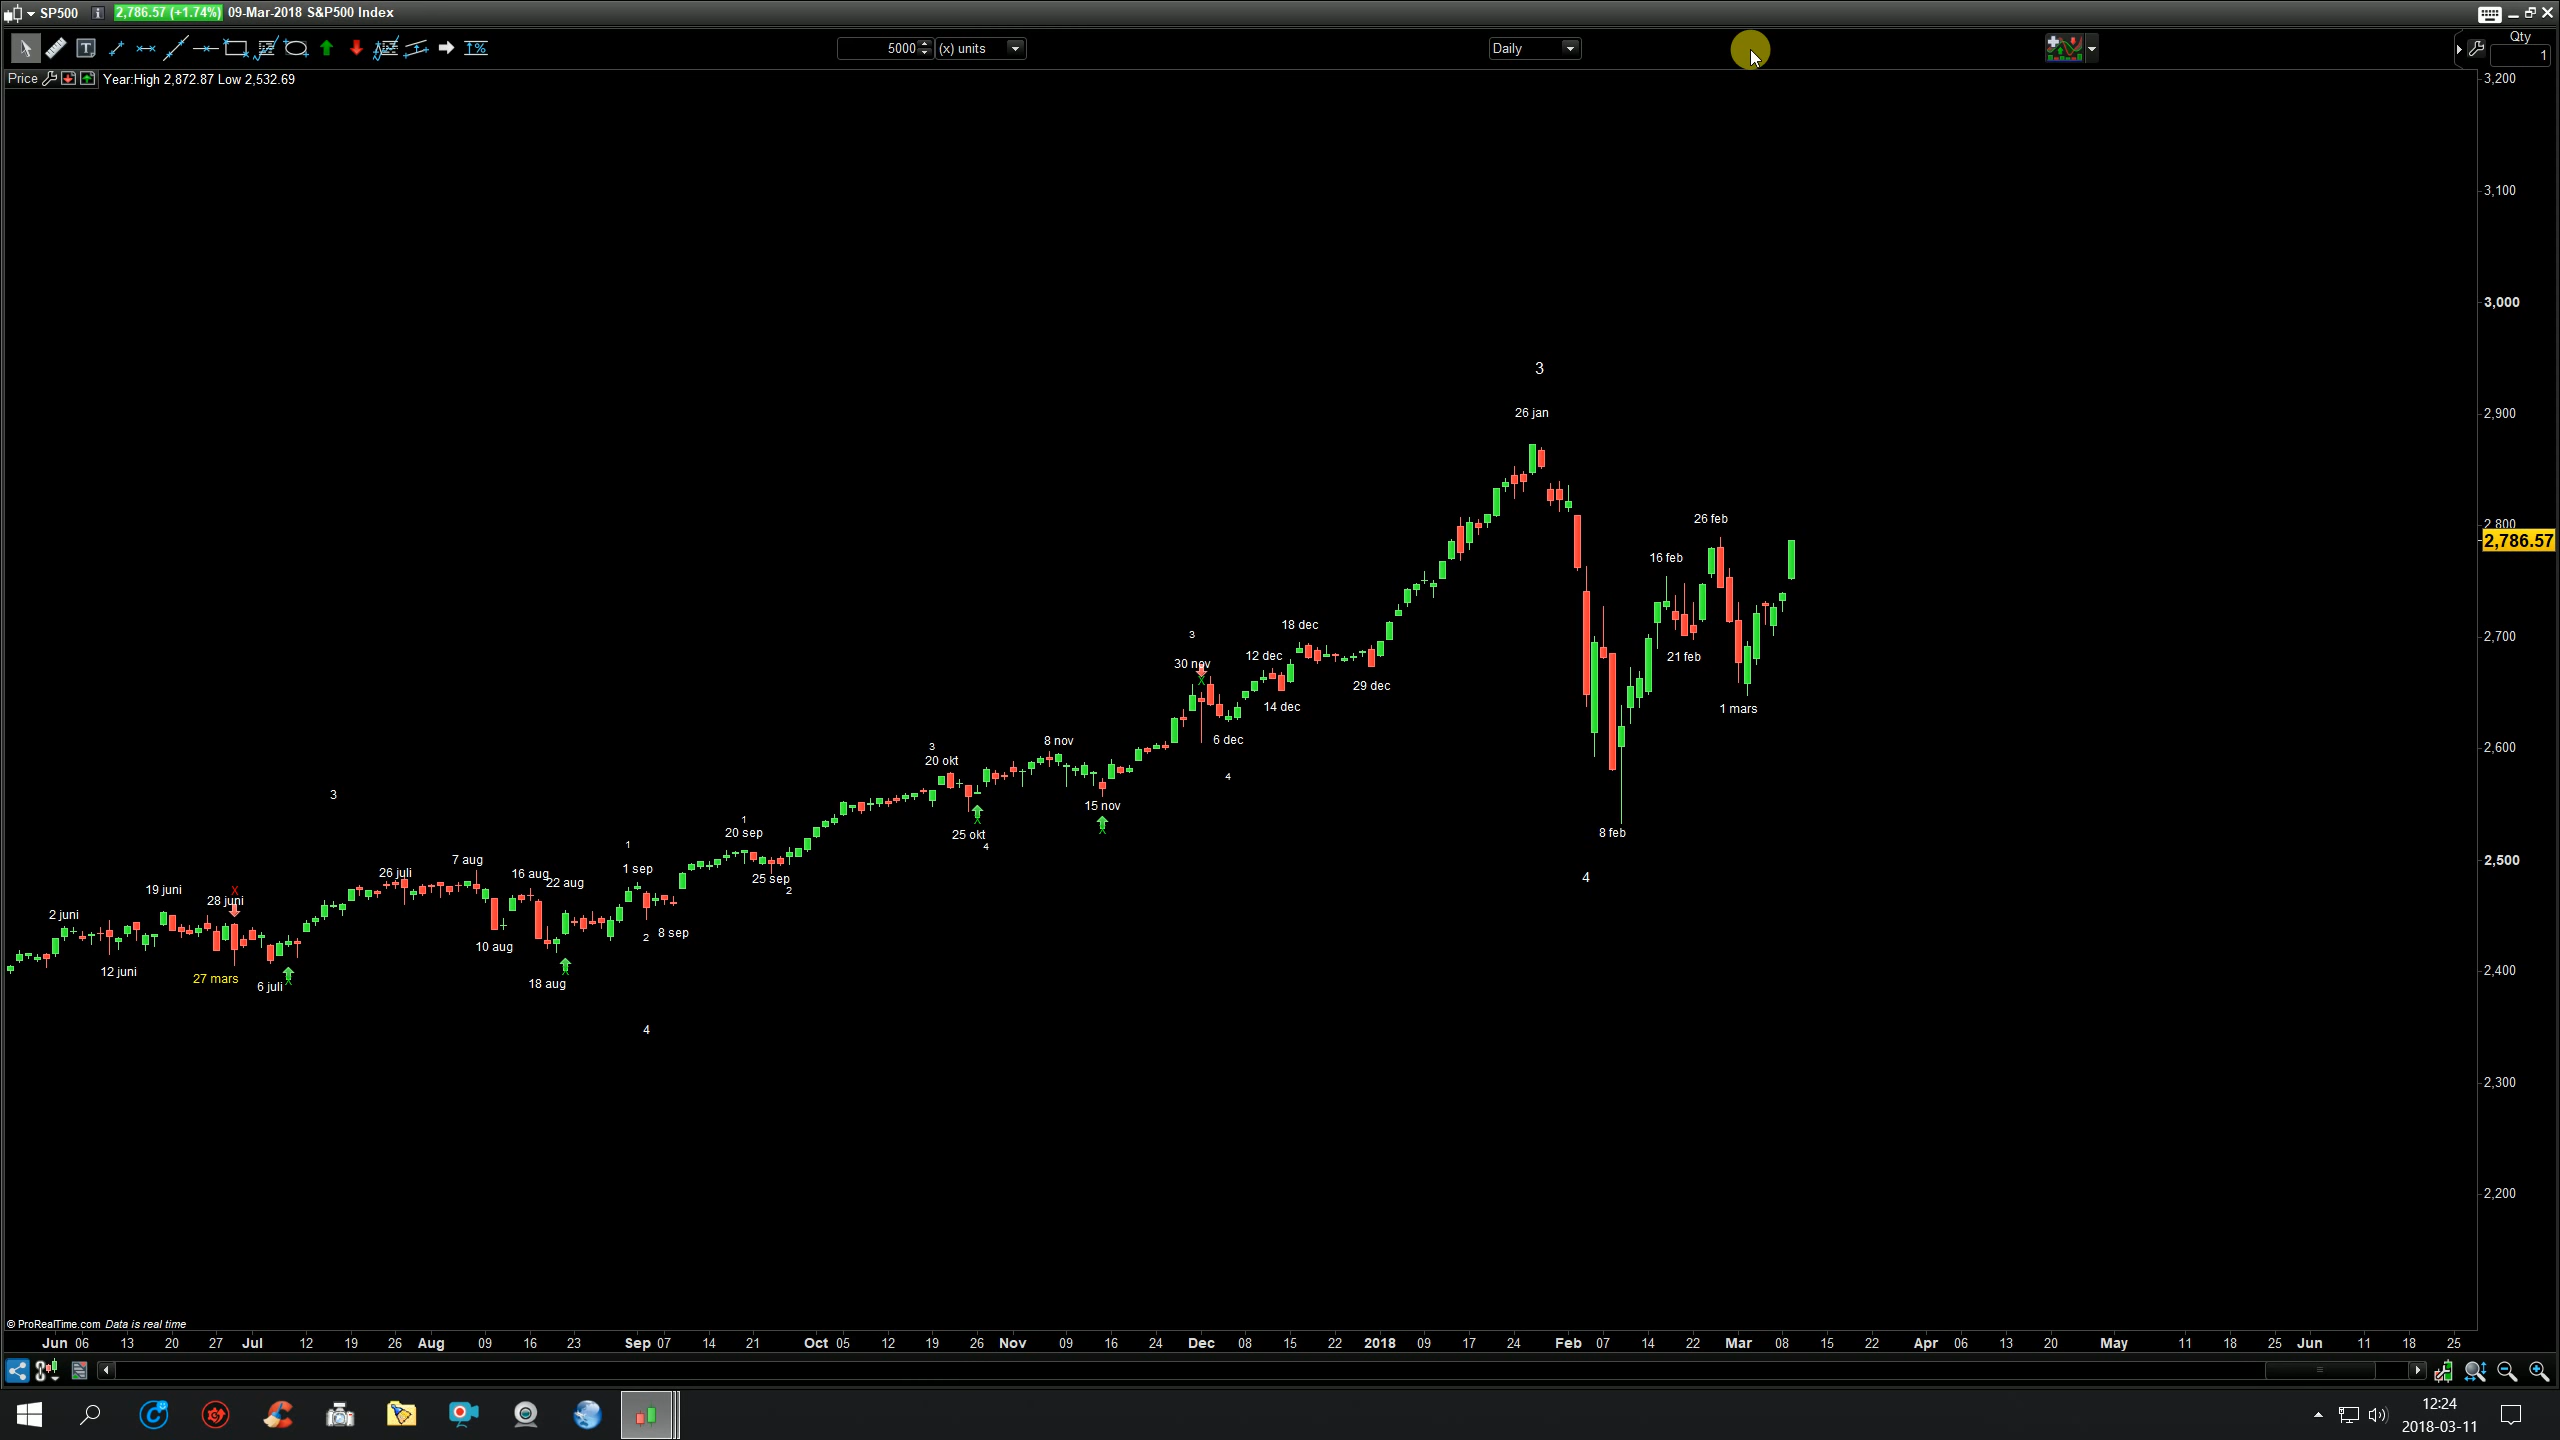 SP500 2,786.57 (+1.74%) 09-Mar-2018 S&P500 Index
5000 (x) units Daily Qty
1
Price Year:High 2,872.87 Low 2,532.69
3,200
3,100
3,000
3
2,900
26 jan
26 feb
2,800
2,786.57
16 feb
18 dec
3
2,700
12 dec
21 feb
30 nov
X
29 dec
14 dec
1 mars
8 nov
6 dec
3
2,600
20 okt
4
3
15 nov
1
20 sep
X
X
8 feb
25 okt
1
4
7 aug
2,500
1 sep
26 juli
16 aug
22 aug
25 sep
4
19 juni
X
2
28 juni
2 juni
8 sep
2
10 aug
12 juni
X
2,400
27 mars
X
18 aug
6 juli
4
2,300
2,200
© ProRealTime.com Data is real time
Jun 06 13 20 27 Jul 12 19 26 Aug 09 16 23 Sep 07 14 21 Oct 05 12 19 26 Nov 09 16 24 Dec 08 15 22 2018 09 17 24 Feb 07 14 22 Mar 08 15 22 Apr 06 13 20 May 11 18 25 Jun 11 18 25
12:24
2018-03-11